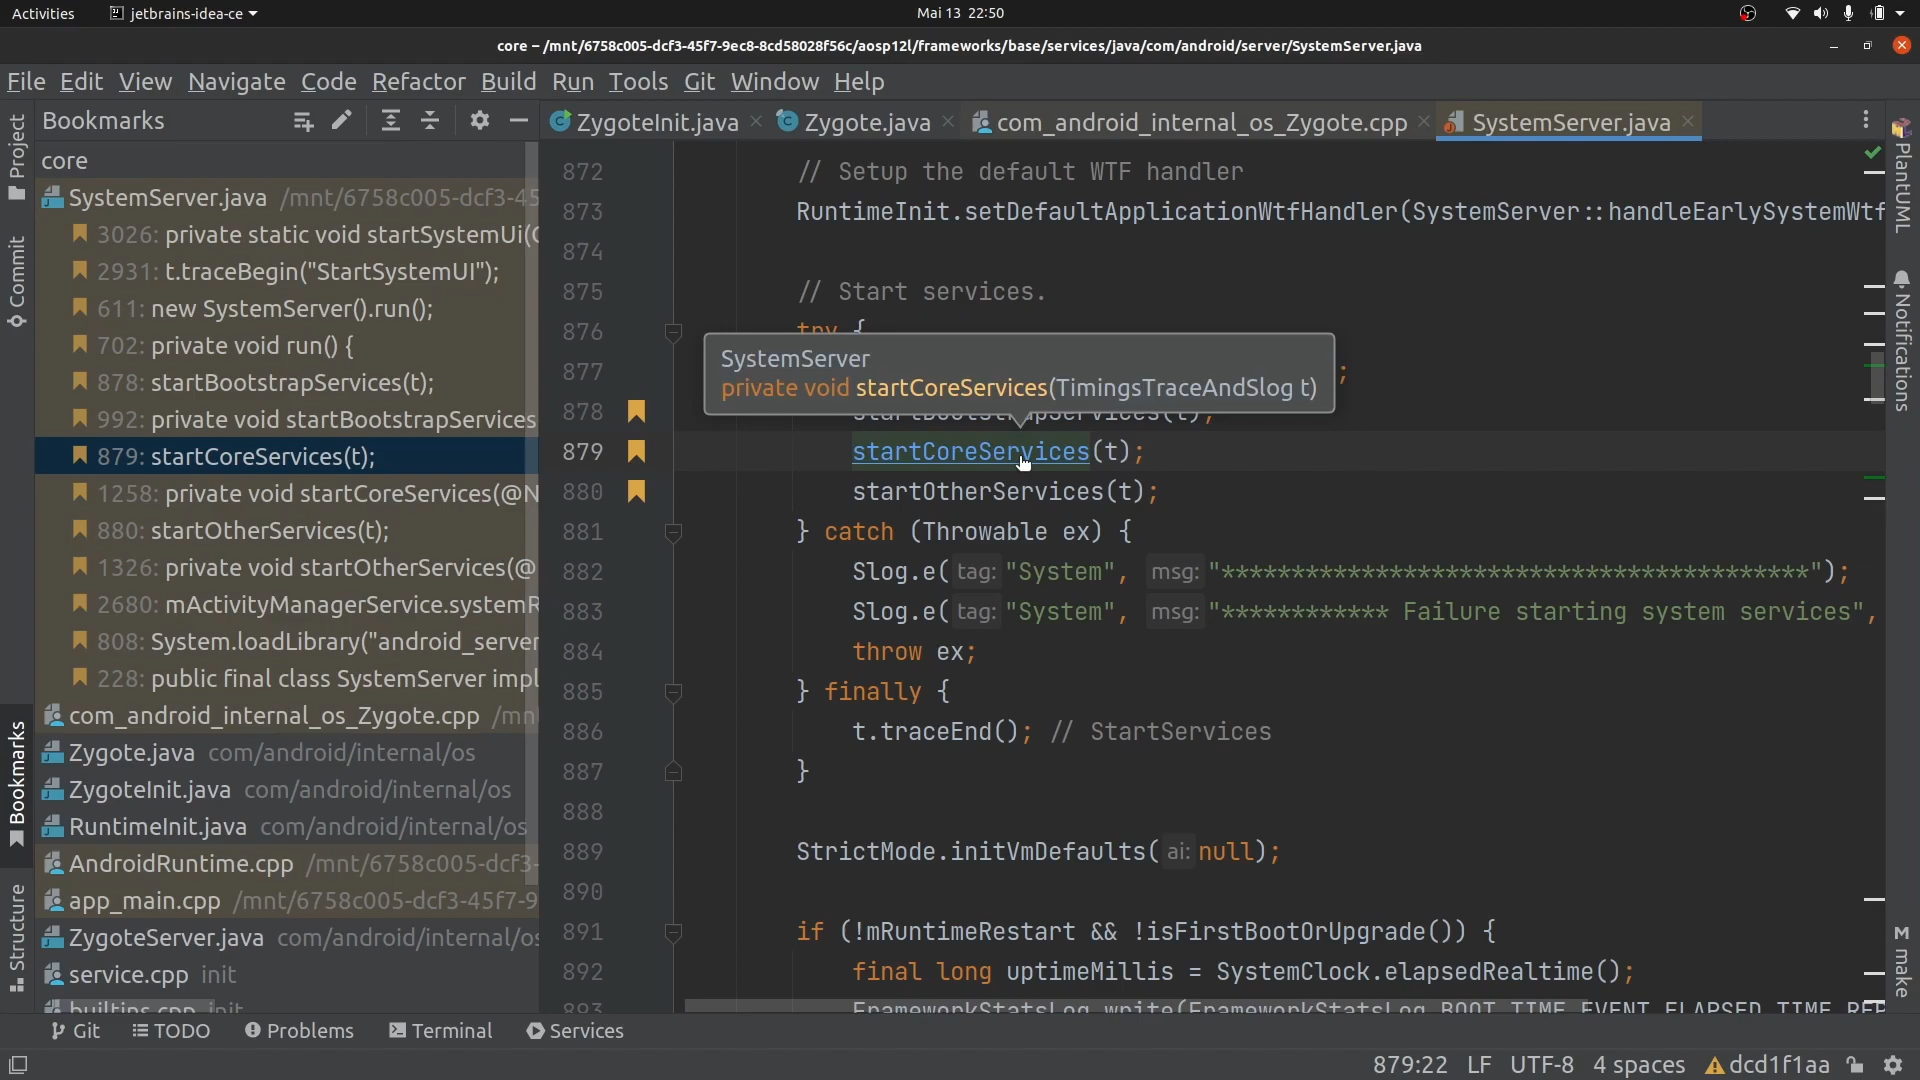 Activities jetbrains-idea-ce Mai 13 22:50
core – /mnt/6758c005-dcf3-45f7-9ec8-8cd58028f56c/aosp12l/frameworks/base/services/java/com/android/server/SystemServer.java
File Edit View Navigate Code Refactor Build Run Tools Git Window Help
Project
Commit
Bookmarks
Structure
Bookmarks
core
SystemServer.java /mnt/6758c005-dcf3-45
3026: private static void startSystemUi(
2931: t.traceBegin("StartSystemUI");
611: new SystemServer().run();
702: private void run() {
878: startBootstrapServices(t);
992: private void startBootstrapServices
879: startCoreServices(t);
1258: private void startCoreServices(@N
880: startOtherServices(t);
1326: private void startOtherServices(@
2680: mActivityManagerService.systemR
808: System.loadLibrary("android_server
228: public final class SystemServer impl
com_android_internal_os_Zygote.cpp /mn
Zygote.java com/android/internal/os
ZygoteInit.java com/android/internal/os
RuntimeInit.java com/android/internal/os
AndroidRuntime.cpp /mnt/6758c005-dcf3-
app_main.cpp /mnt/6758c005-dcf3-45f7-9
ZygoteServer.java com/android/internal/os
service.cpp init
builtins.cpp init
ZygoteInit.java Zygote.java com_android_internal_os_Zygote.cpp SystemServer.java
872 // Setup the default WTF handler
873 RuntimeInit.setDefaultApplicationWtfHandler(SystemServer::handleEarlySystemWtf
874
875 // Start services.
876 try {
877 ;
SystemServer
private void startCoreServices(TimingsTraceAndSlog t)
878 startBootstrapServices(t);
879 startCoreServices(t);
880 startOtherServices(t);
881 } catch (Throwable ex) {
882 Slog.e( tag: "System", msg: "******************************************");
883 Slog.e( tag: "System", msg: "************ Failure starting system services",
884 throw ex;
885 } finally {
886 t.traceEnd(); // StartServices
887 }
888
889 StrictMode.initVmDefaults( ai: null);
890
891 if (!mRuntimeRestart && !isFirstBootOrUpgrade()) {
892 final long uptimeMillis = SystemClock.elapsedRealtime();
893 FrameworkStatsLog.write(FrameworkStatsLog.BOOT_TIME_EVENT_ELAPSED_TIME_REP
PlantUML
Notifications
M make
Git TODO Problems Terminal Services
879:22 LF UTF-8 4 spaces dcd1f1aa